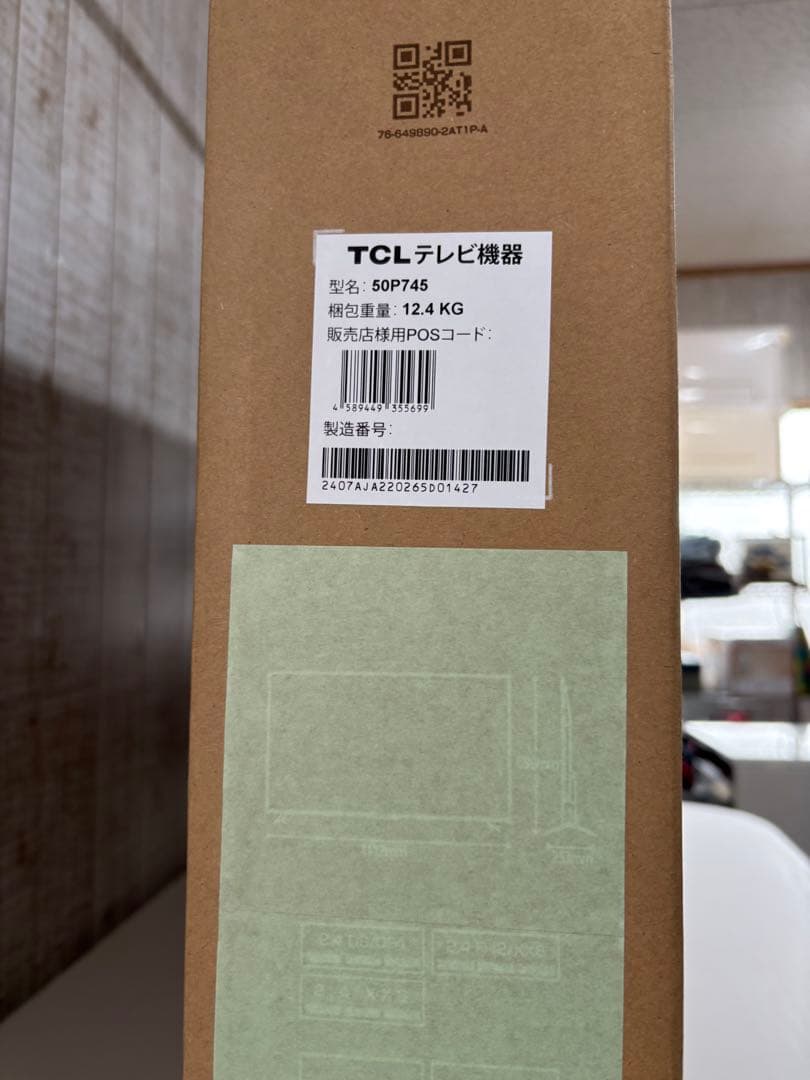 76-649B90-2AT1P-A
TCLテレビ機器
型名: 50P745
梱包重量: 12.4 KG
販売店様用POSコード:
4 589449 355699
製造番号:
2407AJA220265D01427